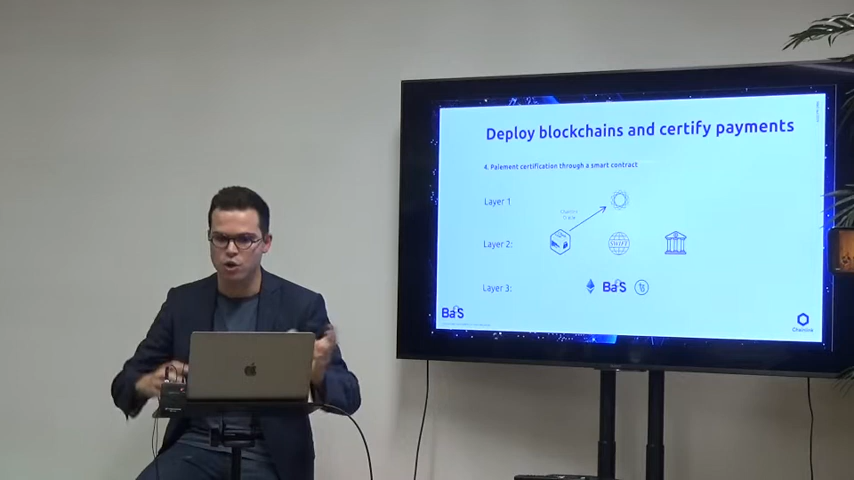 Deploy blockchains and certify payments
4. Paiement certification through a smart contract
Layer 1
Layer 2:
SWIFT
Layer 3:
BaS
BaS
Chainlink